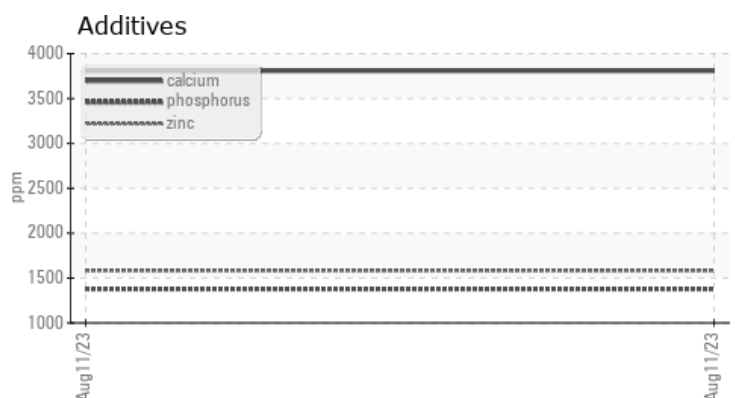 Additives
4000
3500
3000
2500
2000
1500
1000
ppm
calcium
phosphorus
zinc
Aug11/23
Aug11/23